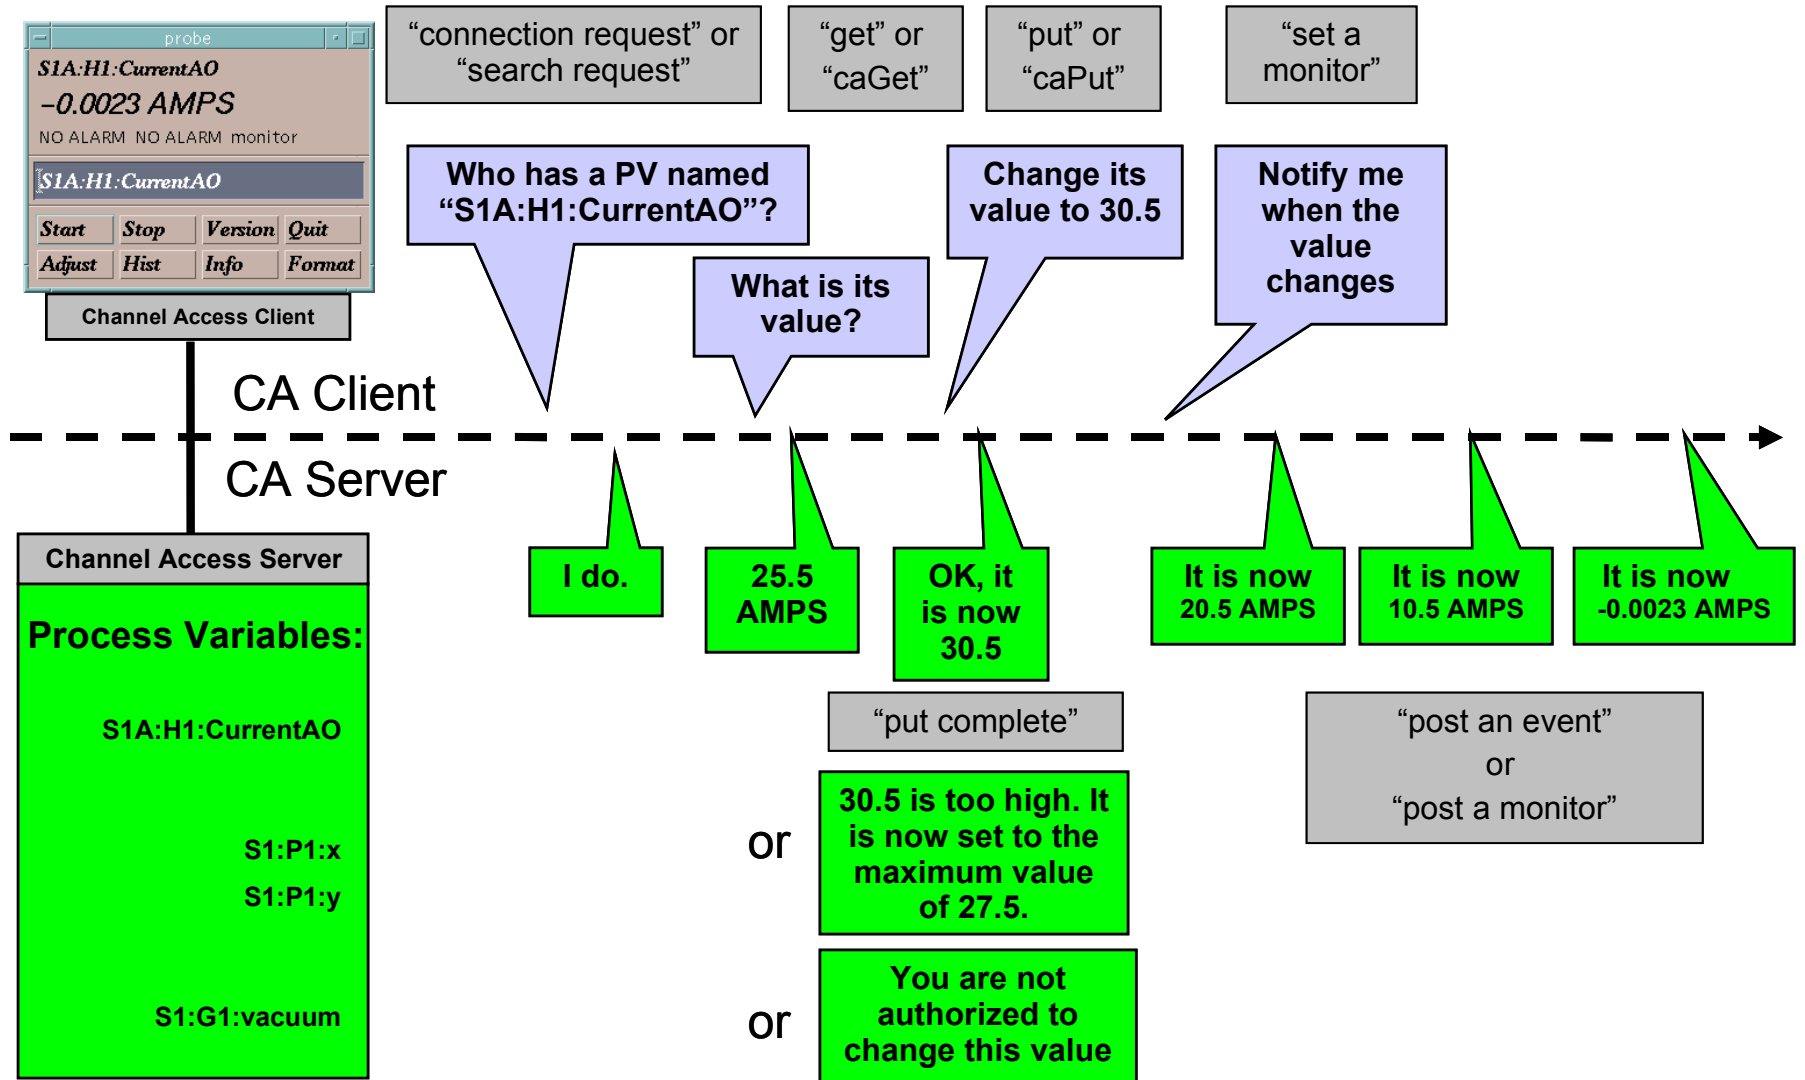 probe
S1A:H1:CurrentAO
−0.0023 AMPS
NO ALARM NO ALARM monitor
S1A:H1:CurrentAO
Start Stop Version Quit
Adjust Hist Info Format
Channel Access Client
“connection request” or
“search request”
“get” or
“caGet”
“put” or
“caPut”
“set a
monitor”
Who has a PV named
“S1A:H1:CurrentAO”?
What is its
value?
Change its
value to 30.5
Notify me
when the
value
changes
CA Client
CA Server
Channel Access Server
Process Variables:
S1A:H1:CurrentAO
S1:P1:x
S1:P1:y
S1:G1:vacuum
I do.
25.5
AMPS
OK, it
is now
30.5
It is now
20.5 AMPS
It is now
10.5 AMPS
It is now
-0.0023 AMPS
“put complete”
“post an event”
or
“post a monitor”
or
30.5 is too high. It
is now set to the
maximum value
of 27.5.
or
You are not
authorized to
change this value